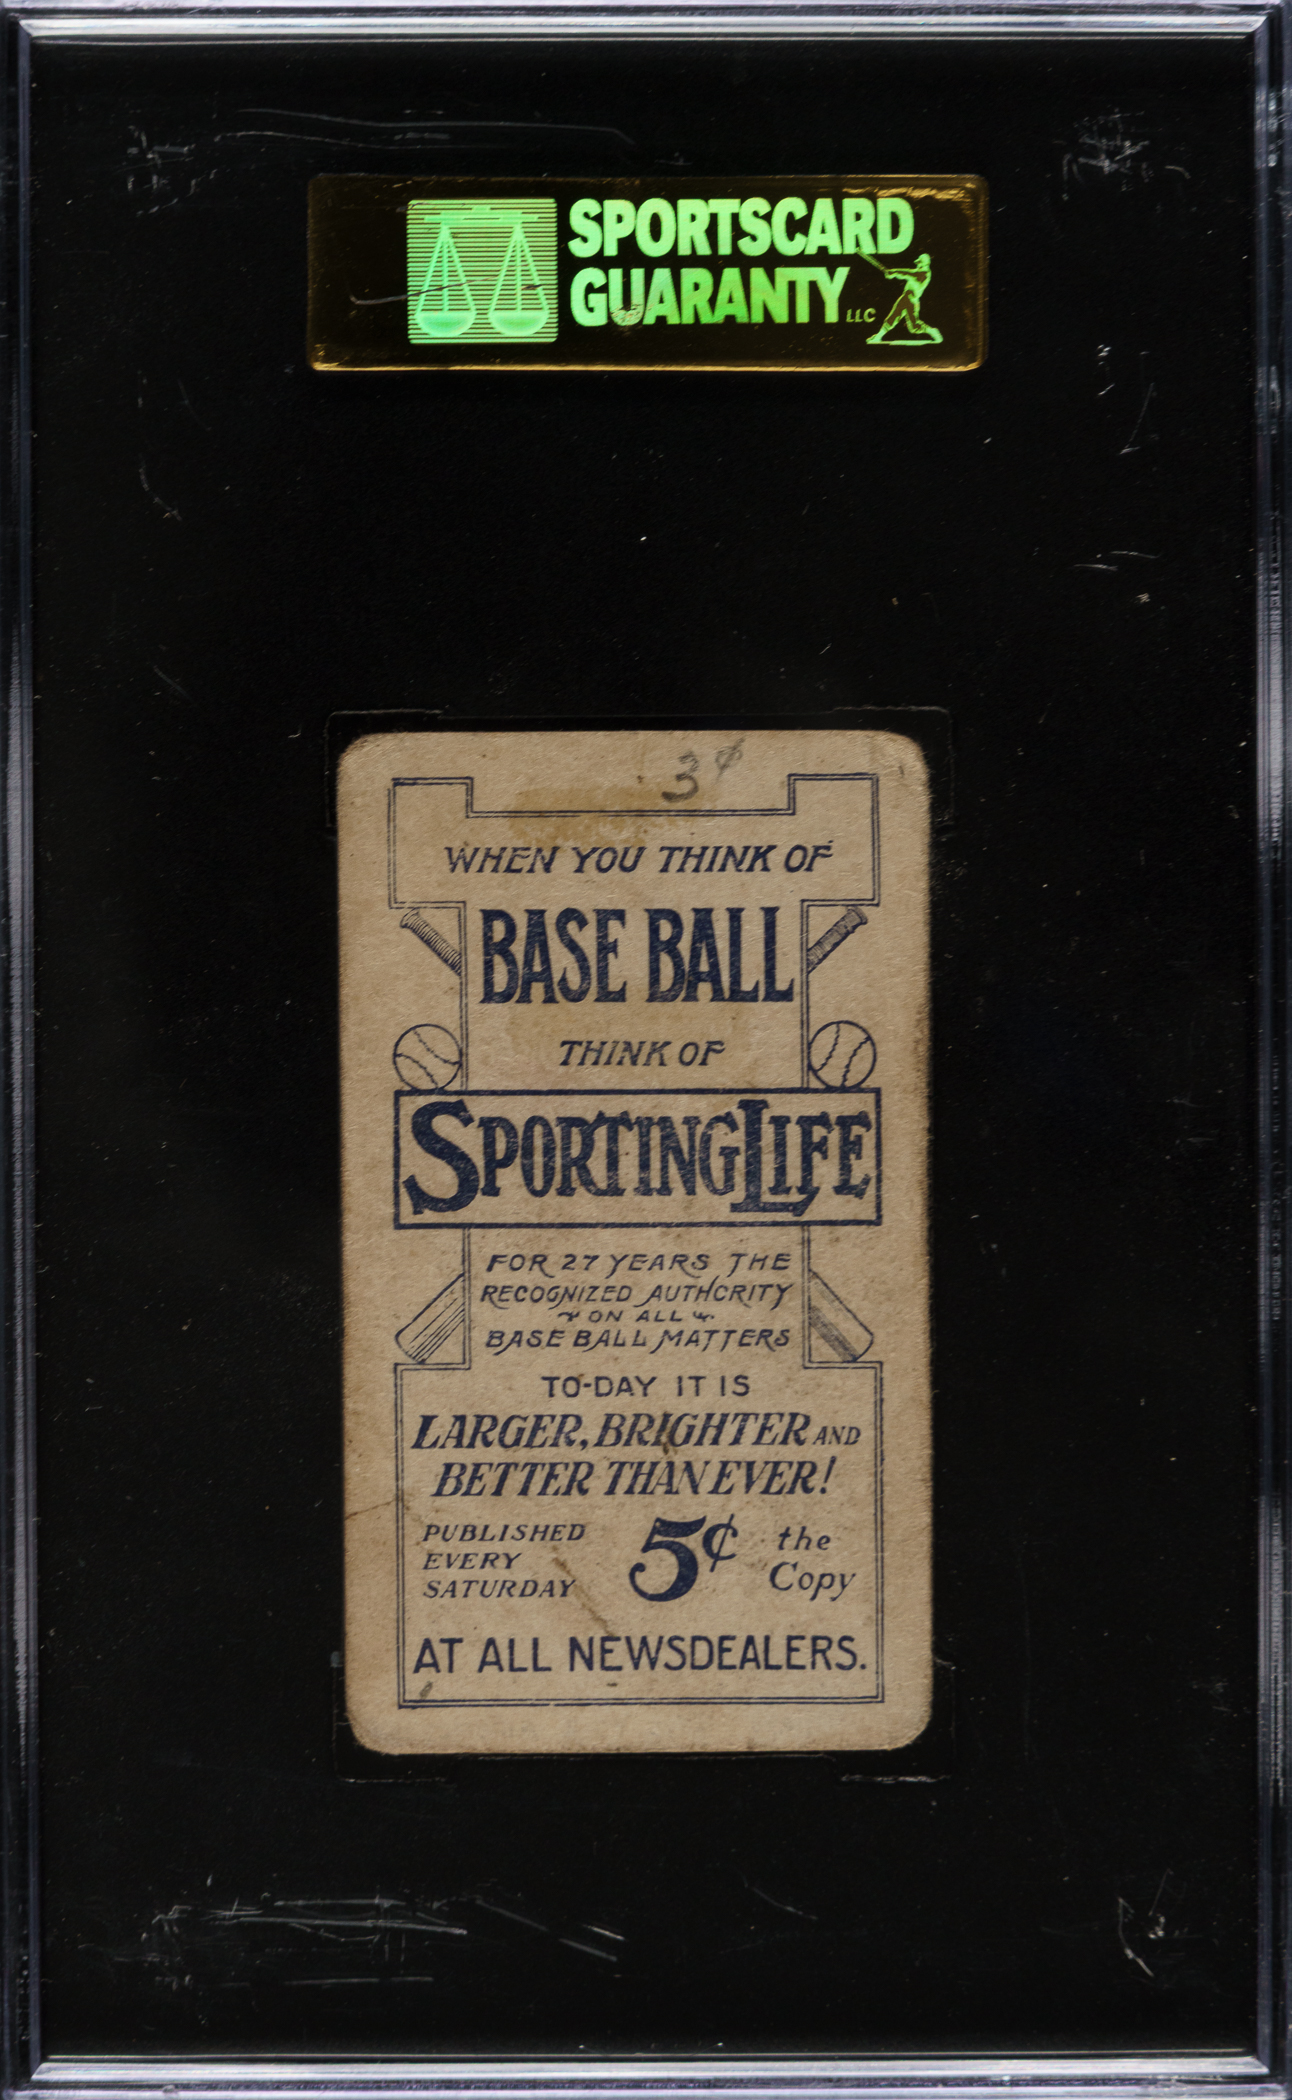 SPORTSCARD
GUARANTY LLC
3¢
WHEN YOU THINK OF
BASE BALL
THINK OF
SPORTING LIFE
FOR 27 YEARS THE
RECOGNIZED AUTHORITY
ON ALL
BASE BALL MATTERS
TO-DAY IT IS
LARGER, BRIGHTER AND
BETTER THAN EVER!
PUBLISHED
EVERY
SATURDAY
5¢ the
Copy
AT ALL NEWSDEALERS.